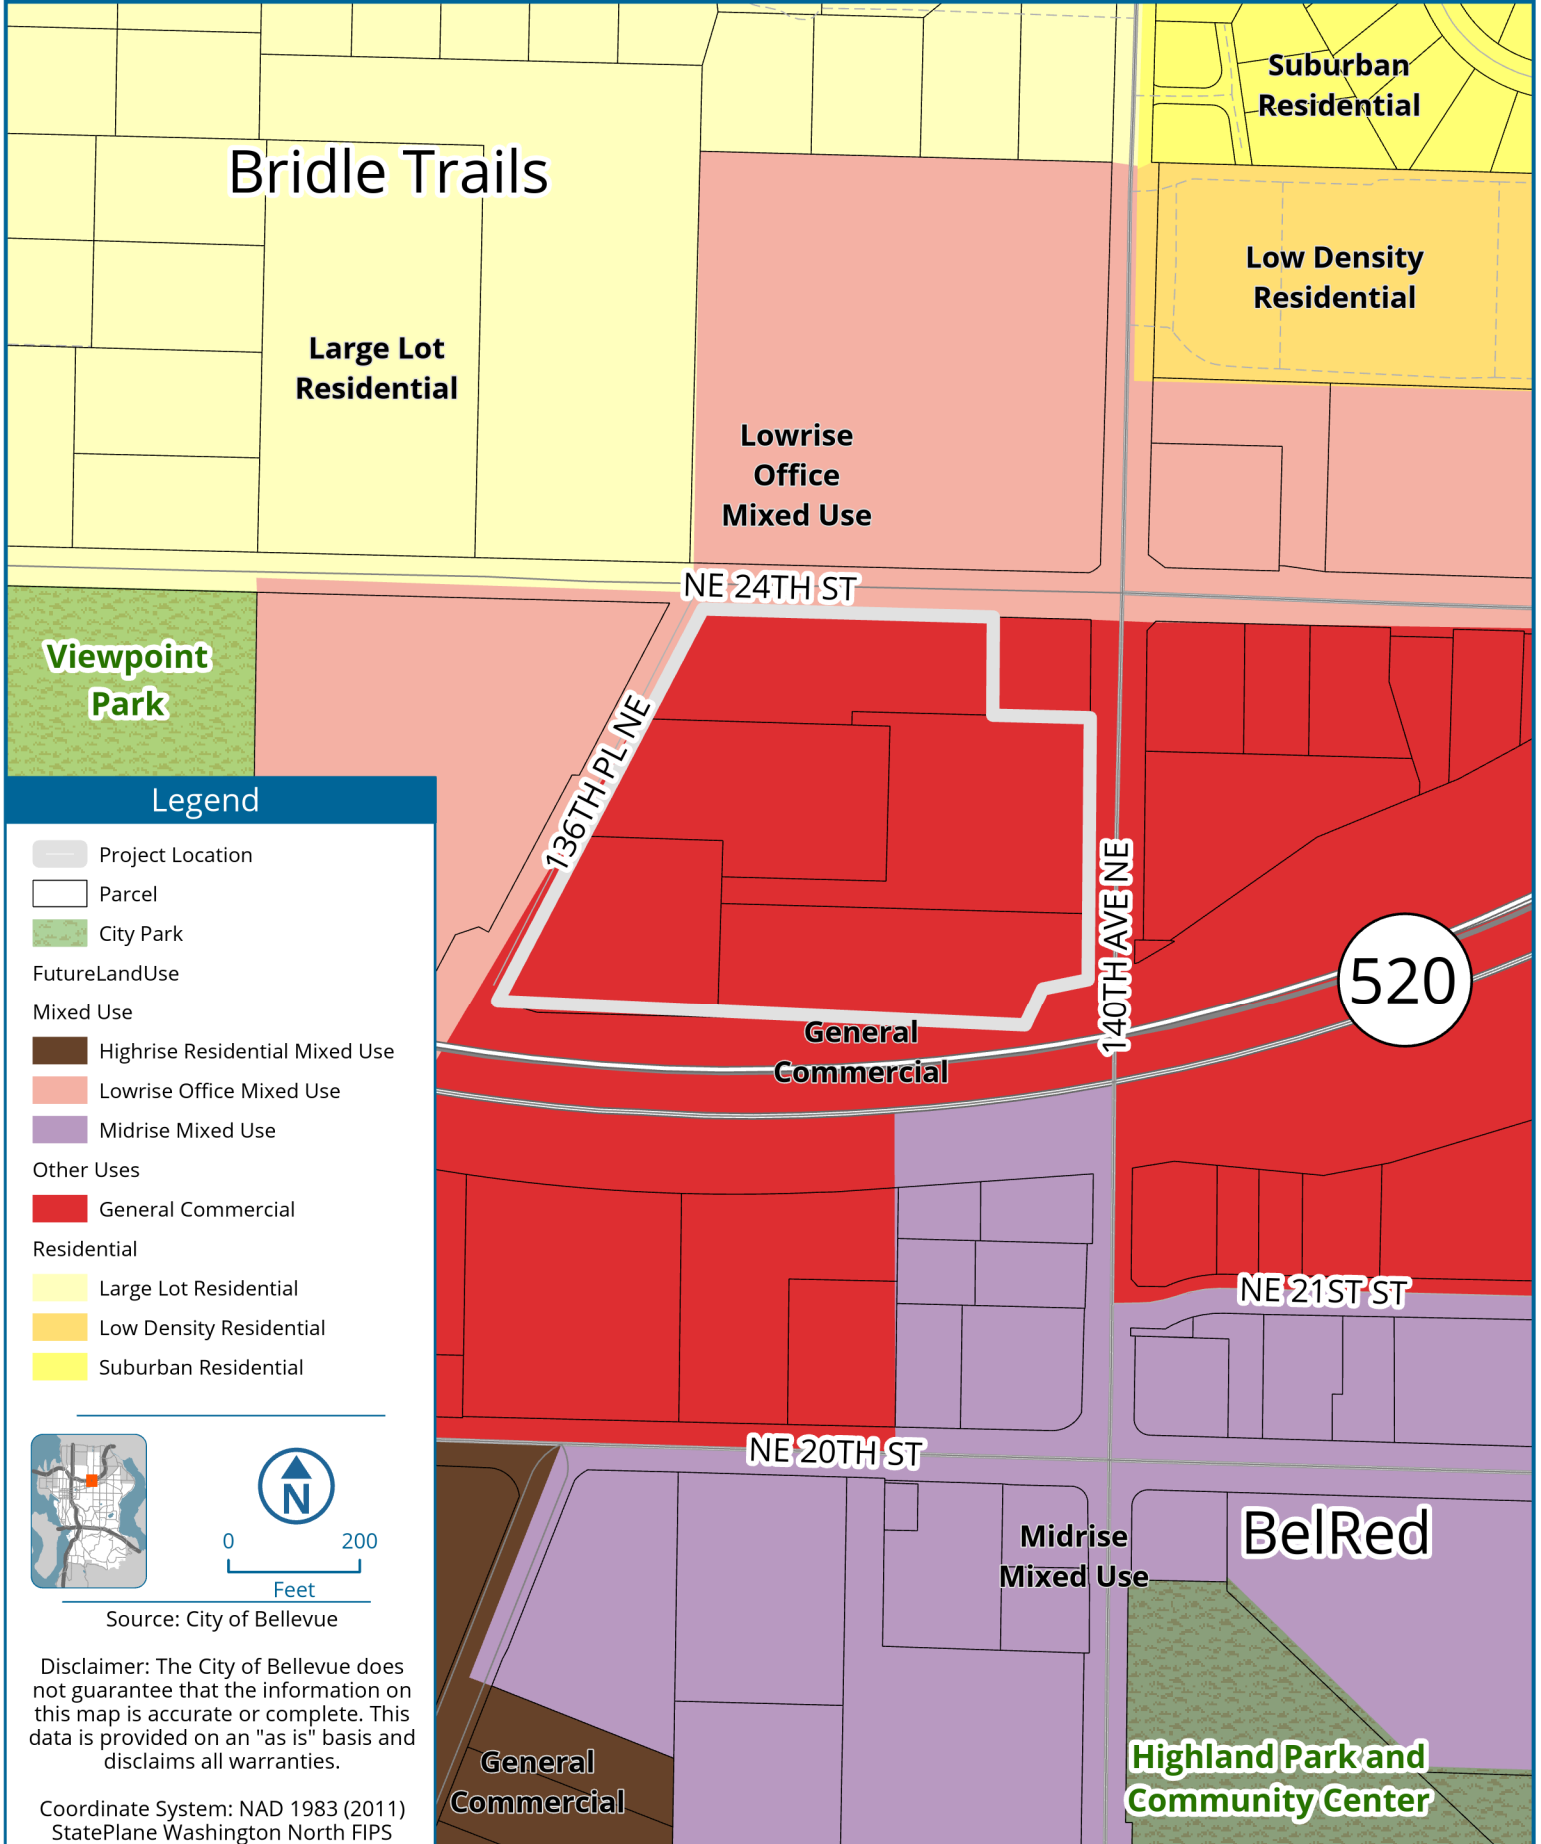 Suburban
Residential
Bridle Trails
Low Density
Residential
Large Lot
Residential
Lowrise
Office
Mixed Use
NE 24TH ST
Viewpoint
Park
136TH PL NE
140TH AVE NE
520
General
Commercial
NE 21ST ST
NE 20TH ST
BelRed
Midrise
Mixed Use
General
Commercial
Highland Park and
Community Center
Legend
Project Location
Parcel
City Park
FutureLandUse
Mixed Use
Highrise Residential Mixed Use
Lowrise Office Mixed Use
Midrise Mixed Use
Other Uses
General Commercial
Residential
Large Lot Residential
Low Density Residential
Suburban Residential
N
0 200
Feet
Source: City of Bellevue
Disclaimer: The City of Bellevue does
not guarantee that the information on
this map is accurate or complete. This
data is provided on an "as is" basis and
disclaims all warranties.
Coordinate System: NAD 1983 (2011)
StatePlane Washington North FIPS